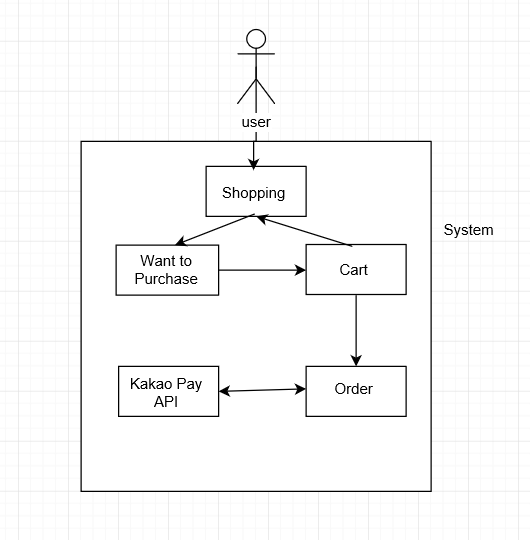 user
Shopping
System
Want to
Purchase
Cart
Kakao Pay
API
Order